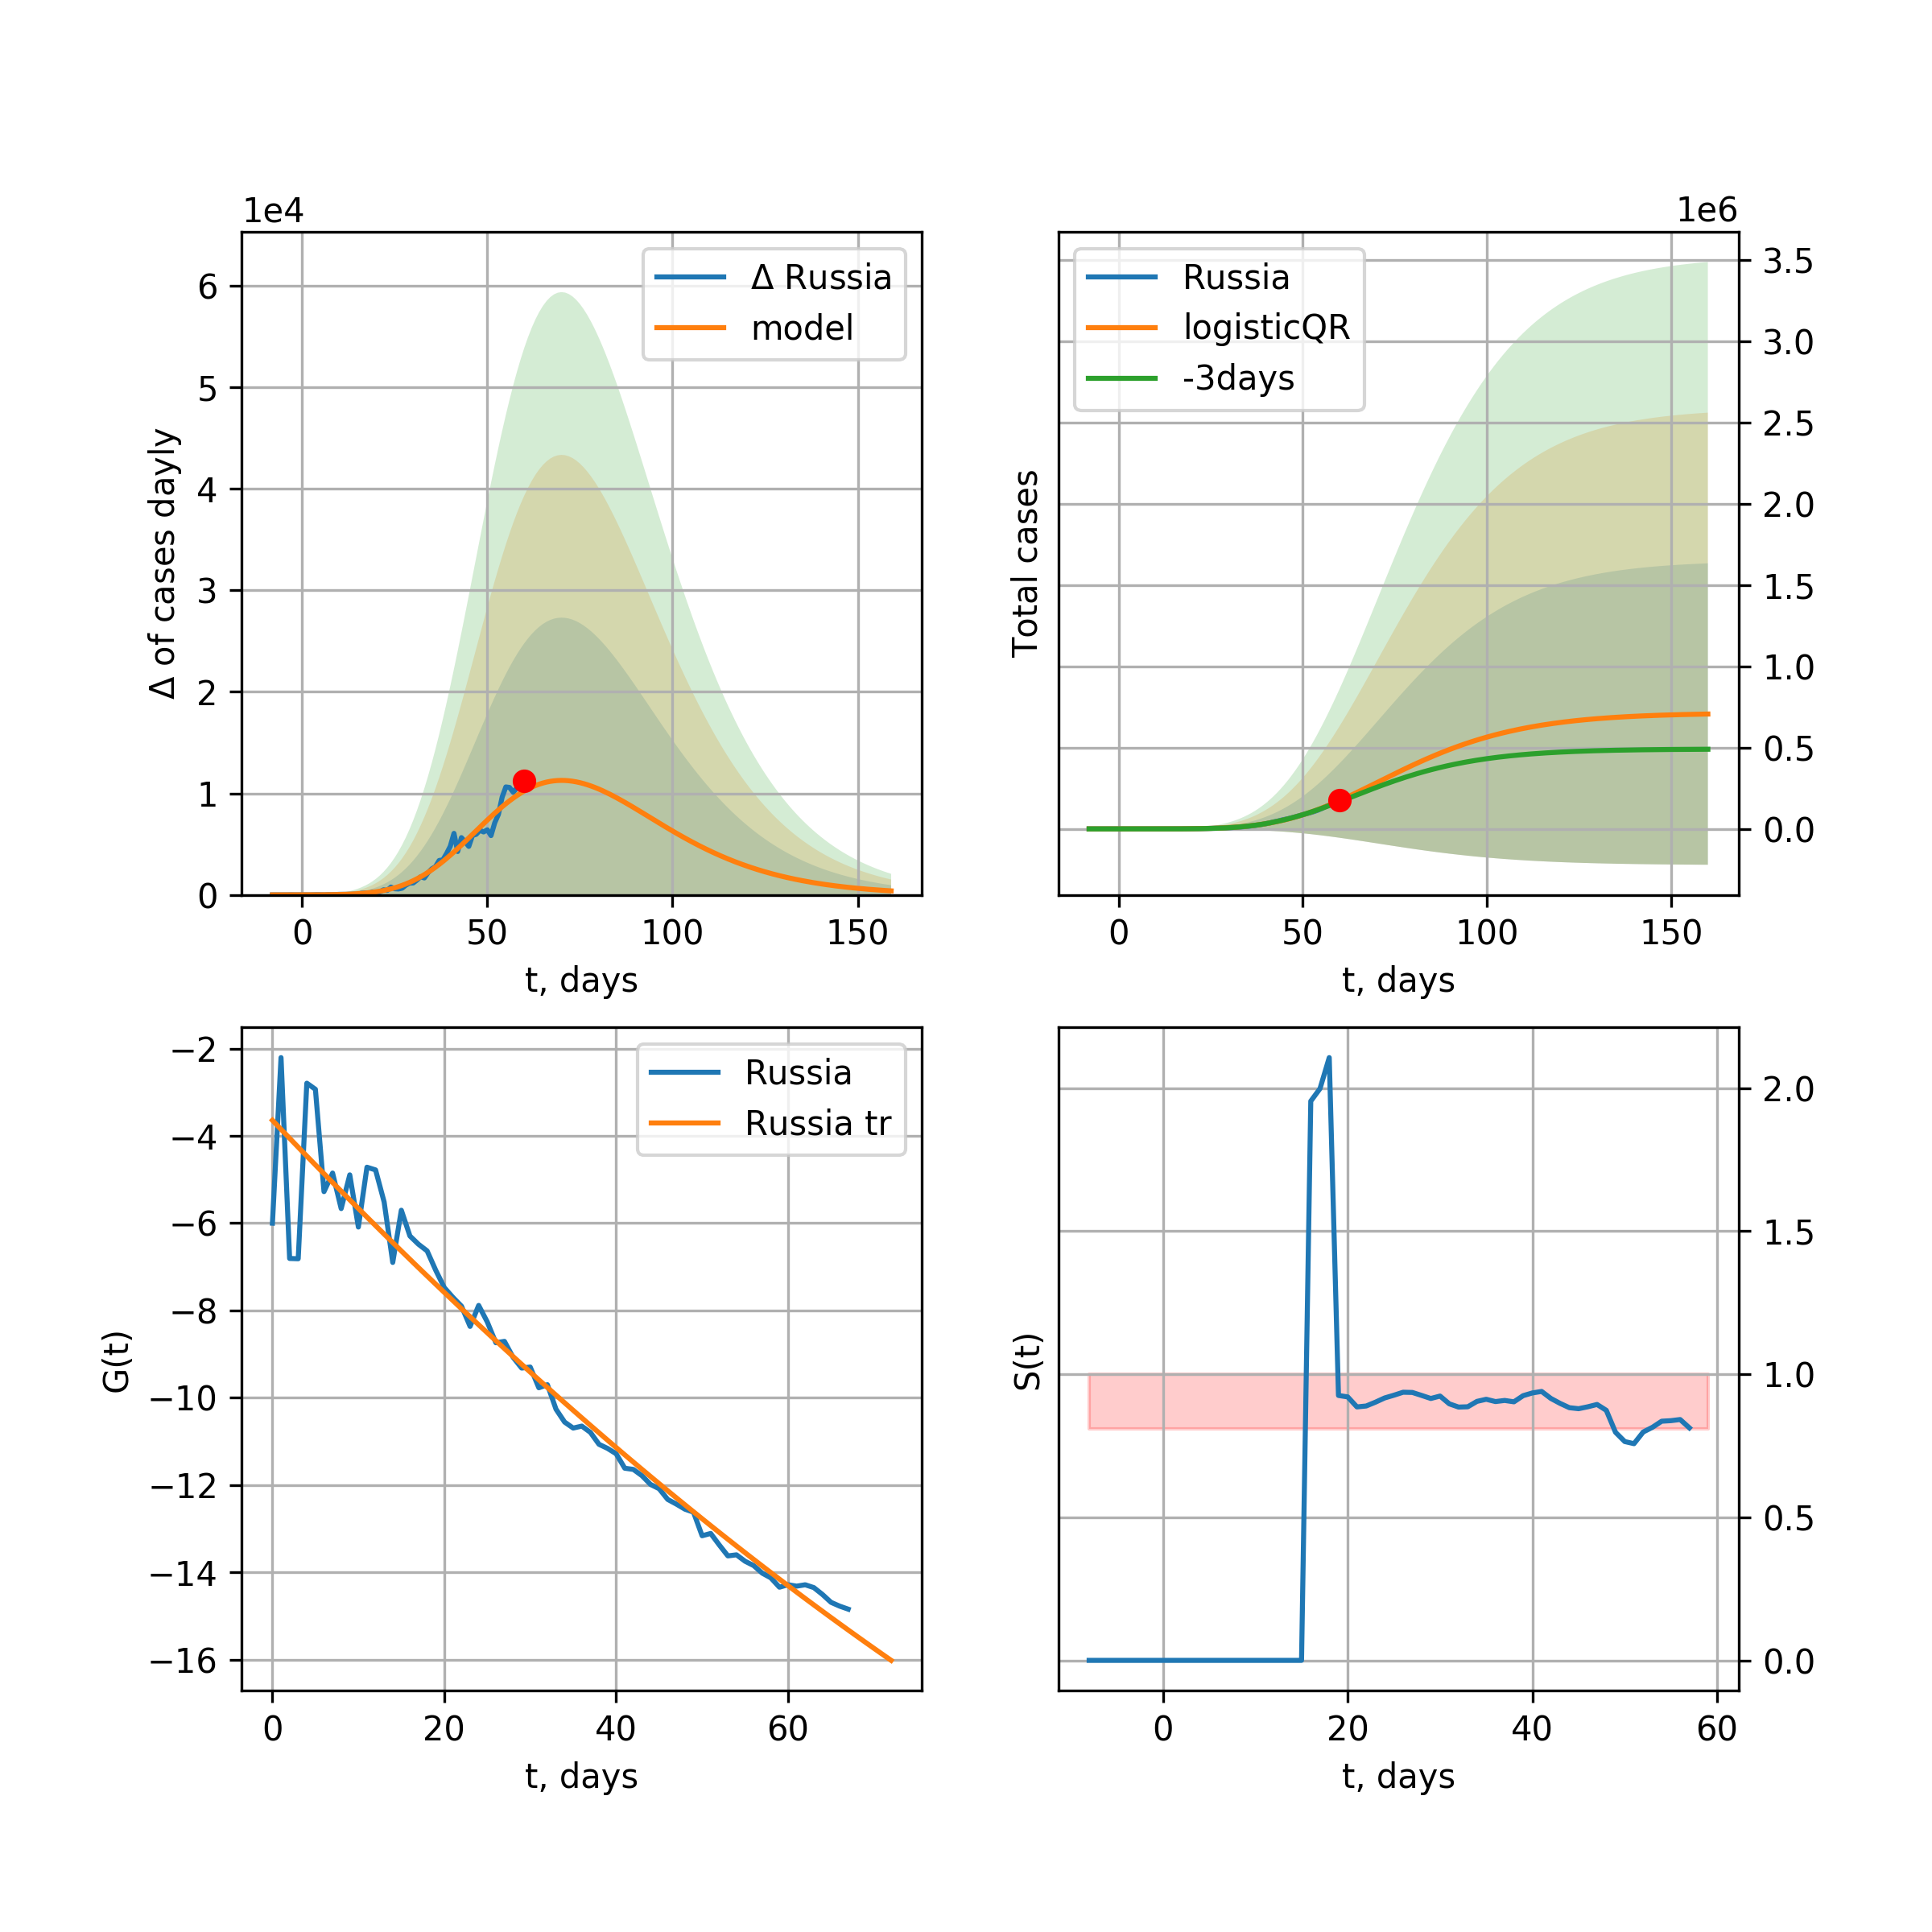 1e4
Δ of cases dayly
6
5
4
3
2
1
0
0 50 100 150
t, days
Δ Russia
model
1e6
Total cases
3.5
3.0
2.5
2.0
1.5
1.0
0.5
0.0
0 50 100 150
t, days
Russia
logisticQR
-3days
G(t)
−2
−4
−6
−8
−10
−12
−14
−16
0 20 40 60
t, days
Russia
Russia tr
S(t)
2.0
1.5
1.0
0.5
0.0
0 20 40 60
t, days